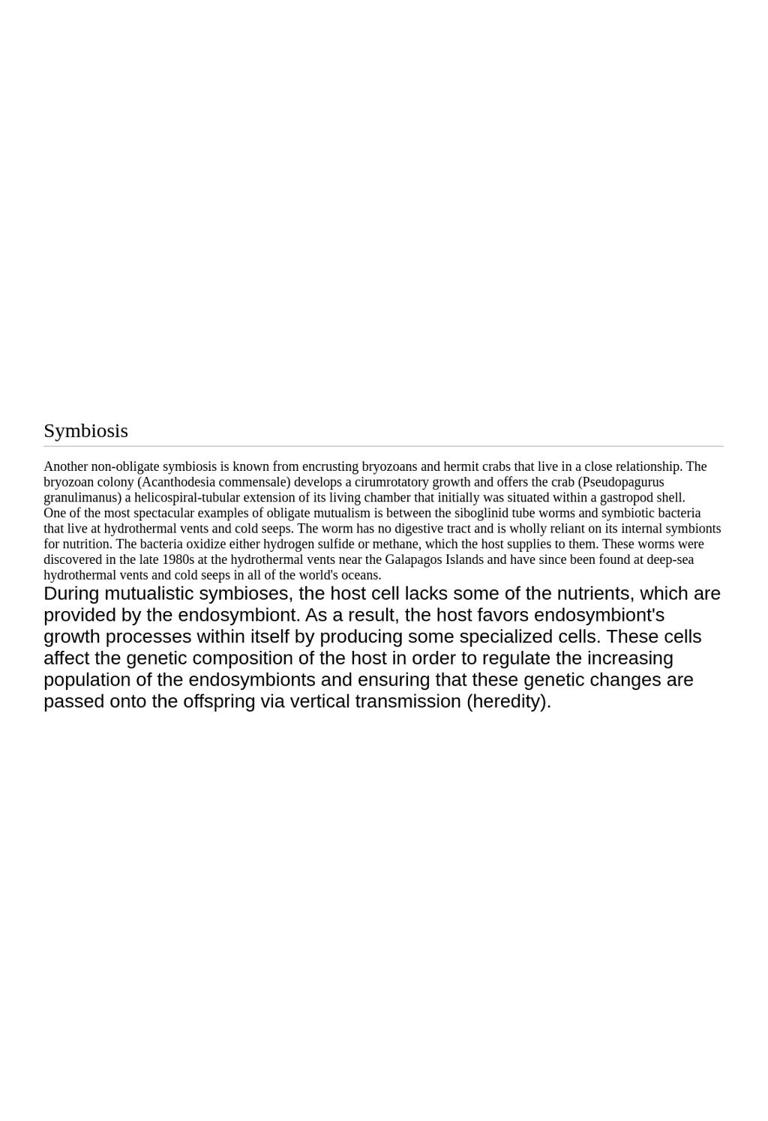 Symbiosis
Another non-obligate symbiosis is known from encrusting bryozoans and hermit crabs that live in a close relationship. The
bryozoan colony (Acanthodesia commensale) develops a cirumrotatory growth and offers the crab (Pseudopagurus
granulimanus) a helicospiral-tubular extension of its living chamber that initially was situated within a gastropod shell.
One of the most spectacular examples of obligate mutualism is between the siboglinid tube worms and symbiotic bacteria
that live at hydrothermal vents and cold seeps. The worm has no digestive tract and is wholly reliant on its internal symbionts
for nutrition. The bacteria oxidize either hydrogen sulfide or methane, which the host supplies to them. These worms were
discovered in the late 1980s at the hydrothermal vents near the Galapagos Islands and have since been found at deep-sea
hydrothermal vents and cold seeps in all of the world's oceans.
During mutualistic symbioses, the host cell lacks some of the nutrients, which are
provided by the endosymbiont. As a result, the host favors endosymbiont's
growth processes within itself by producing some specialized cells. These cells
affect the genetic composition of the host in order to regulate the increasing
population of the endosymbionts and ensuring that these genetic changes are
passed onto the offspring via vertical transmission (heredity).